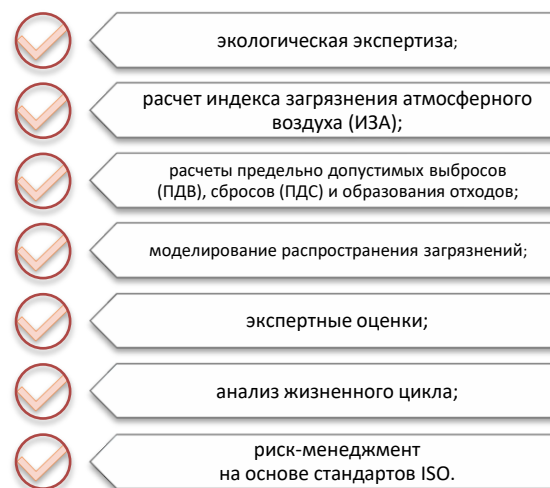 экологическая экспертиза;
расчет индекса загрязнения атмосферного
воздуха (ИЗА);
расчеты предельно допустимых выбросов
(ПДВ), сбросов (ПДС) и образования отходов;
моделирование распространения загрязнений;
экспертные оценки;
анализ жизненного цикла;
риск-менеджмент
на основе стандартов ISO.